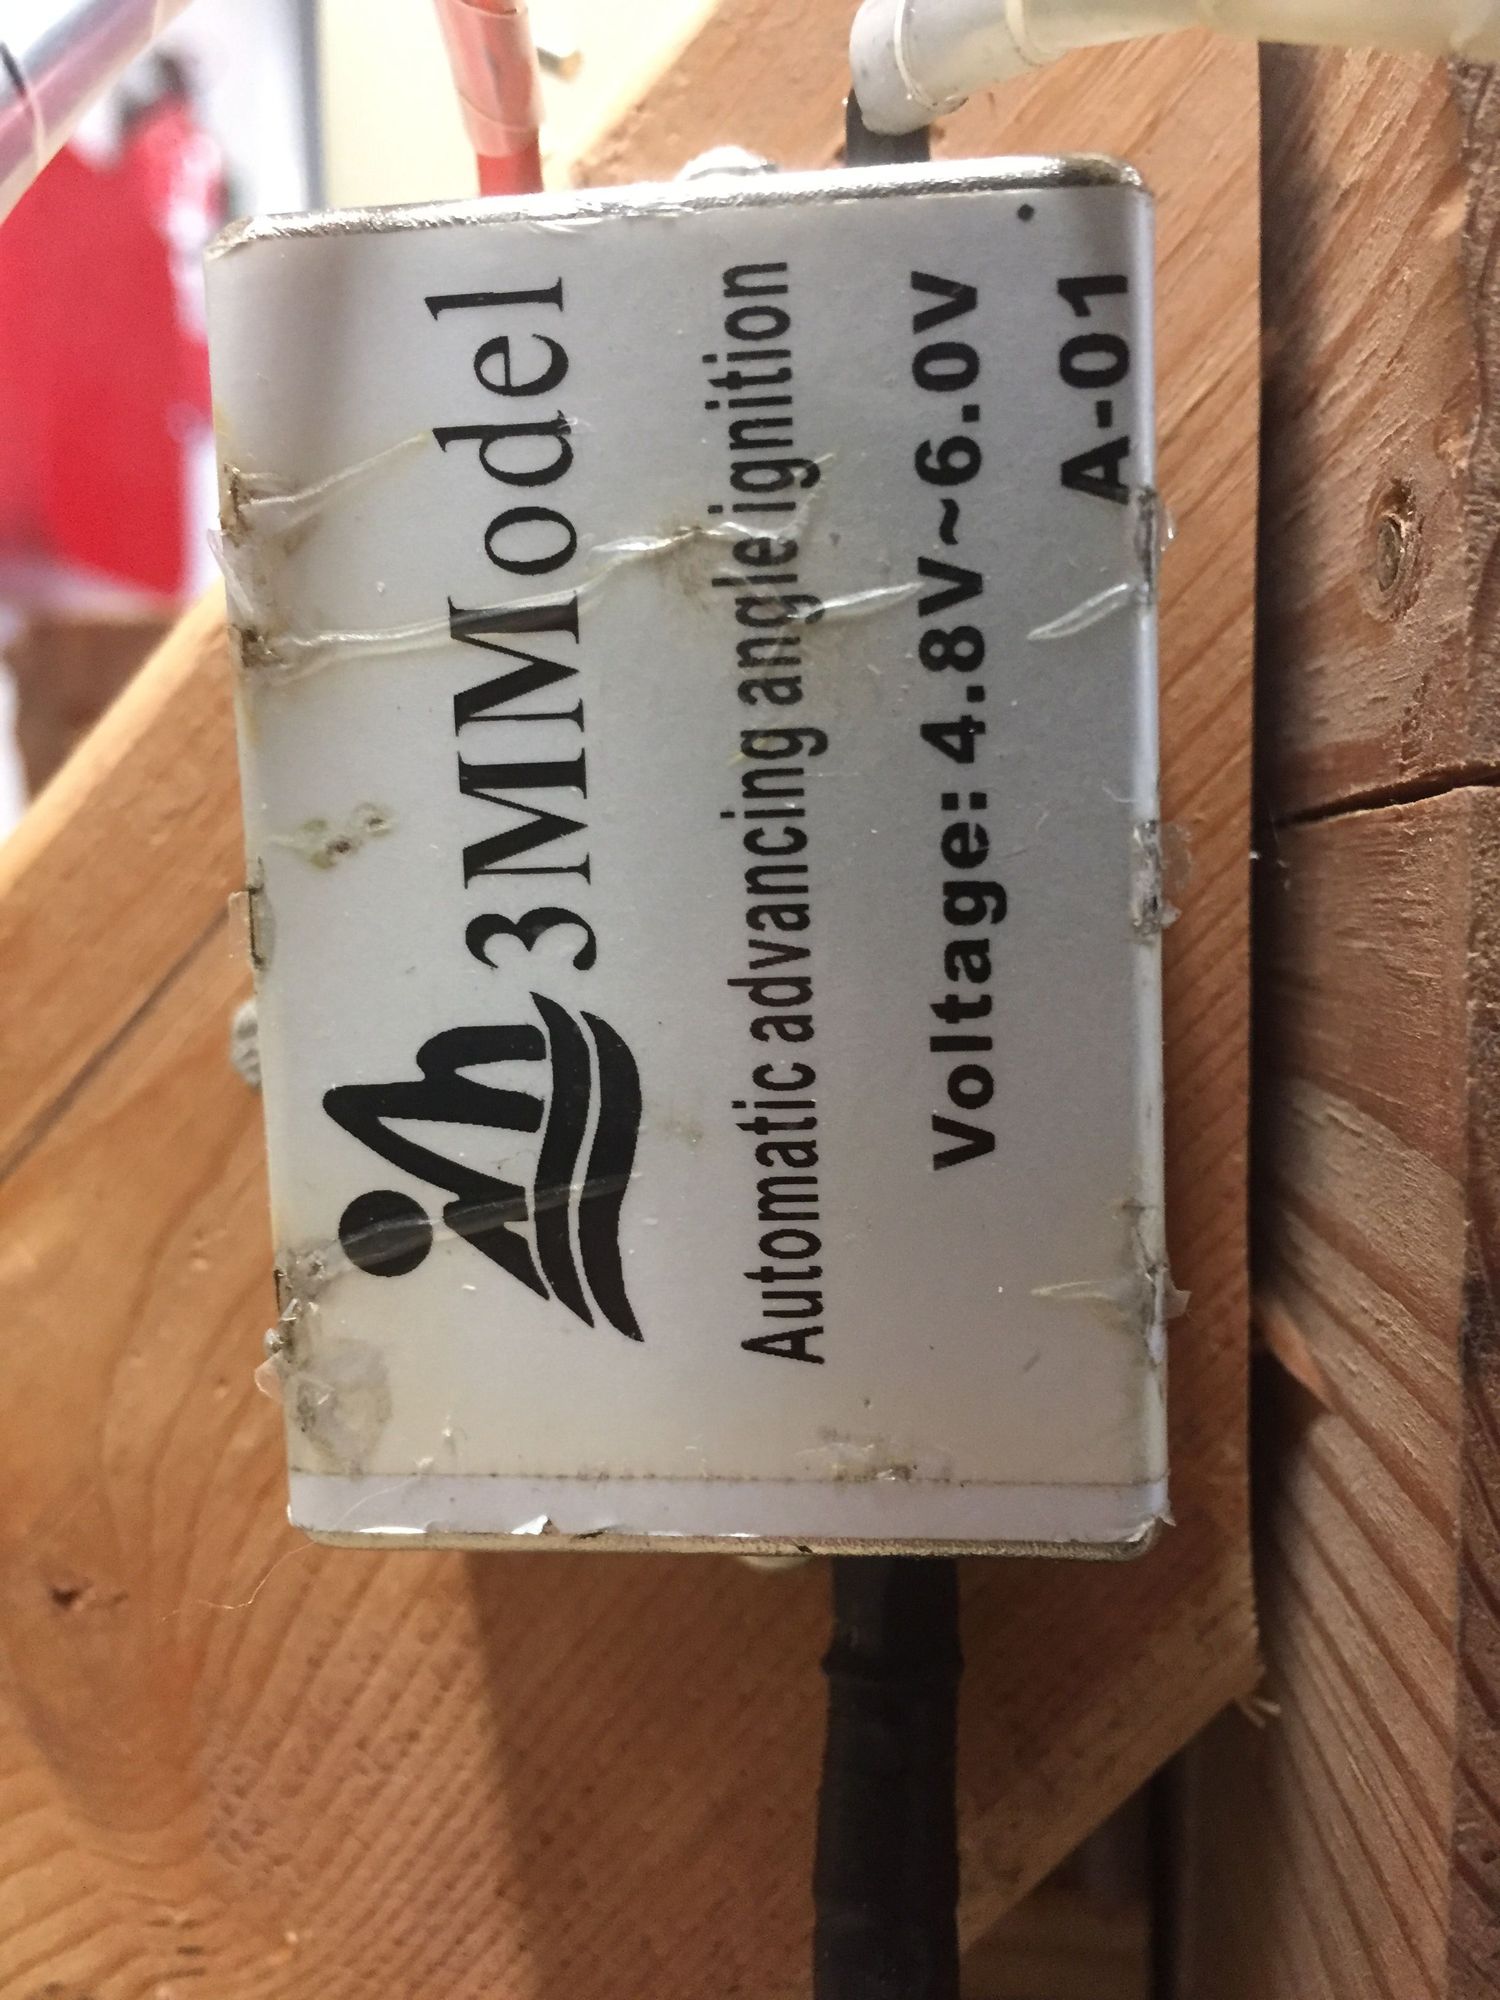 3MModel
Automatic advancing angle ignition
Voltage: 4.8V~6.0V
A-01